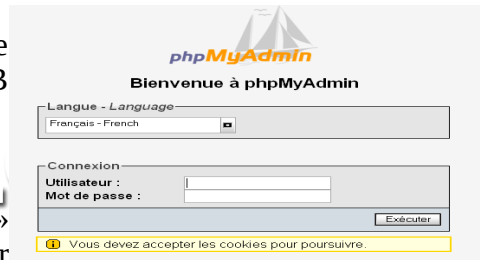 phpMyAdmin
Bienvenue à phpMyAdmin
Langue - Language
Français - French
Connexion
Utilisateur :
Mot de passe :
Exécuter
Vous devez accepter les cookies pour poursuivre.